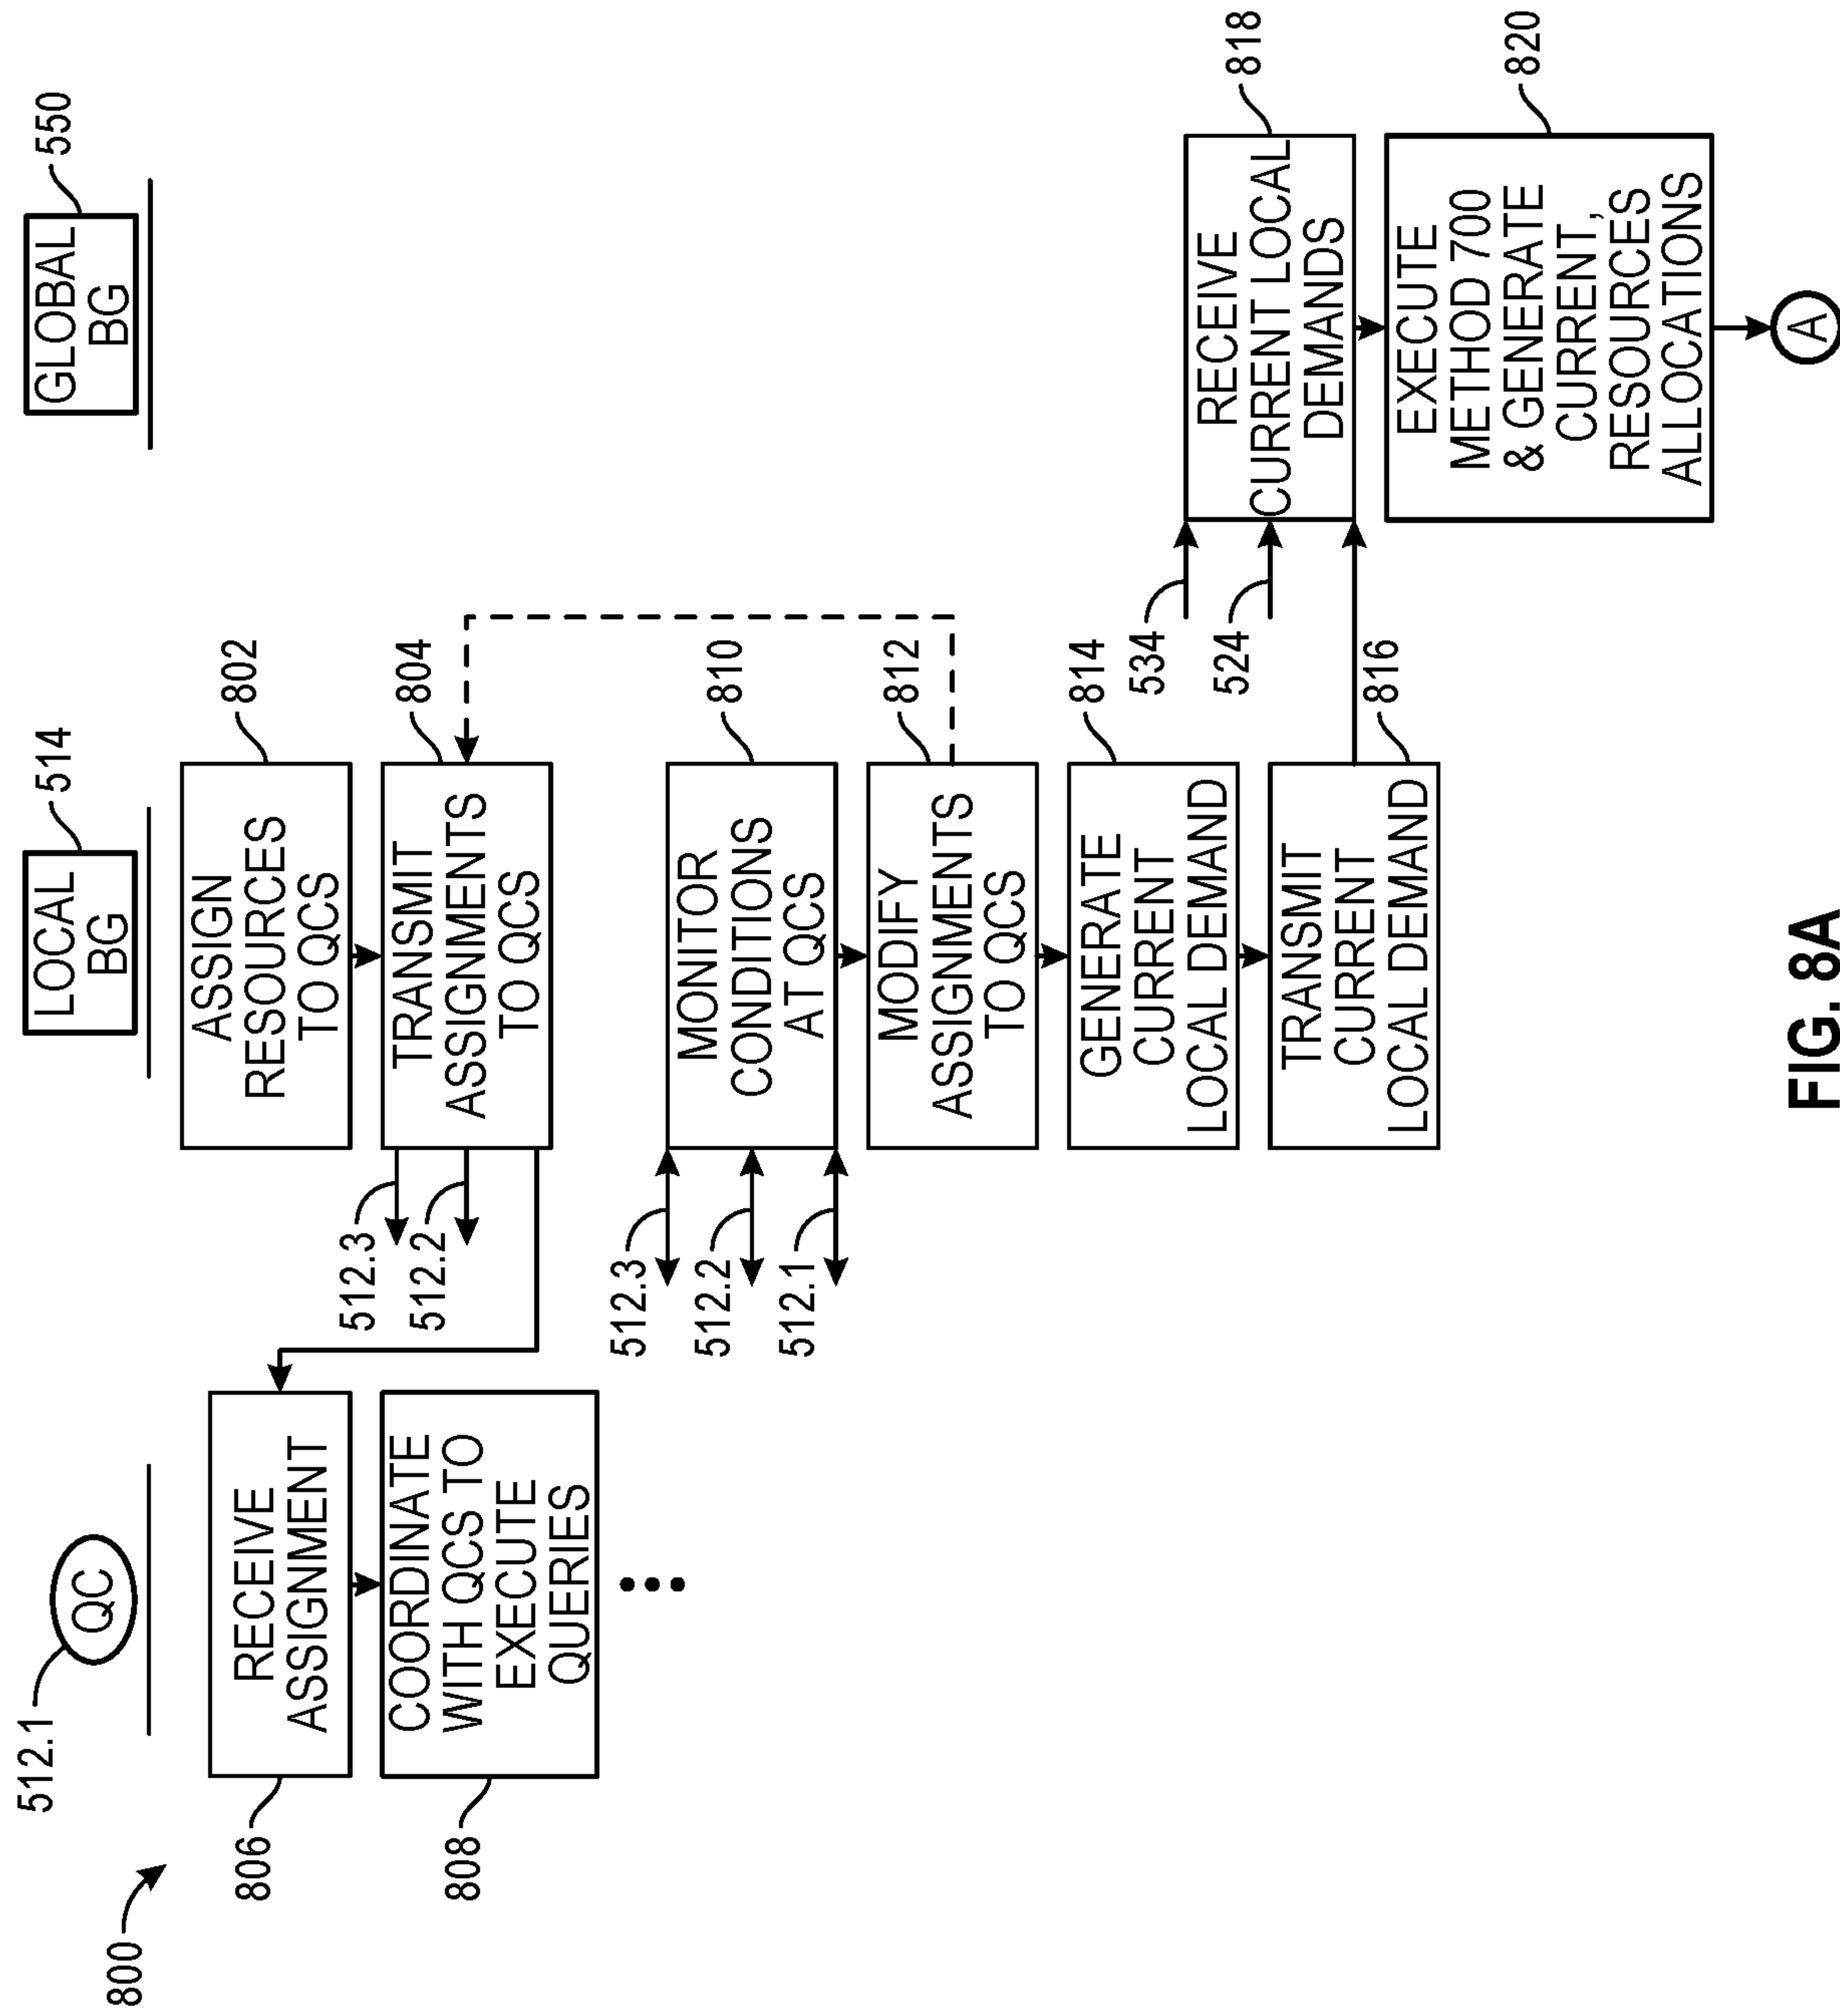 800
512.1
QC
LOCAL
BG
514
GLOBAL
BG
550
806
RECEIVE
ASSIGNMENT
808
COORDINATE
WITH QCS TO
EXECUTE
QUERIES
ASSIGN
RESOURCES
TO QCS
802
TRANSMIT
ASSIGNMENTS
TO QCS
804
512.3
512.2
MONITOR
CONDITIONS
AT QCS
810
512.3
512.2
512.1
MODIFY
ASSIGNMENTS
TO QCS
812
GENERATE
CURRENT
LOCAL DEMAND
814
TRANSMIT
CURRENT
LOCAL DEMAND
816
534
524
RECEIVE
CURRENT LOCAL
DEMANDS
818
EXECUTE
METHOD 700
& GENERATE
CURRENT,
RESOURCES
ALLOCATIONS
820
A
FIG. 8A